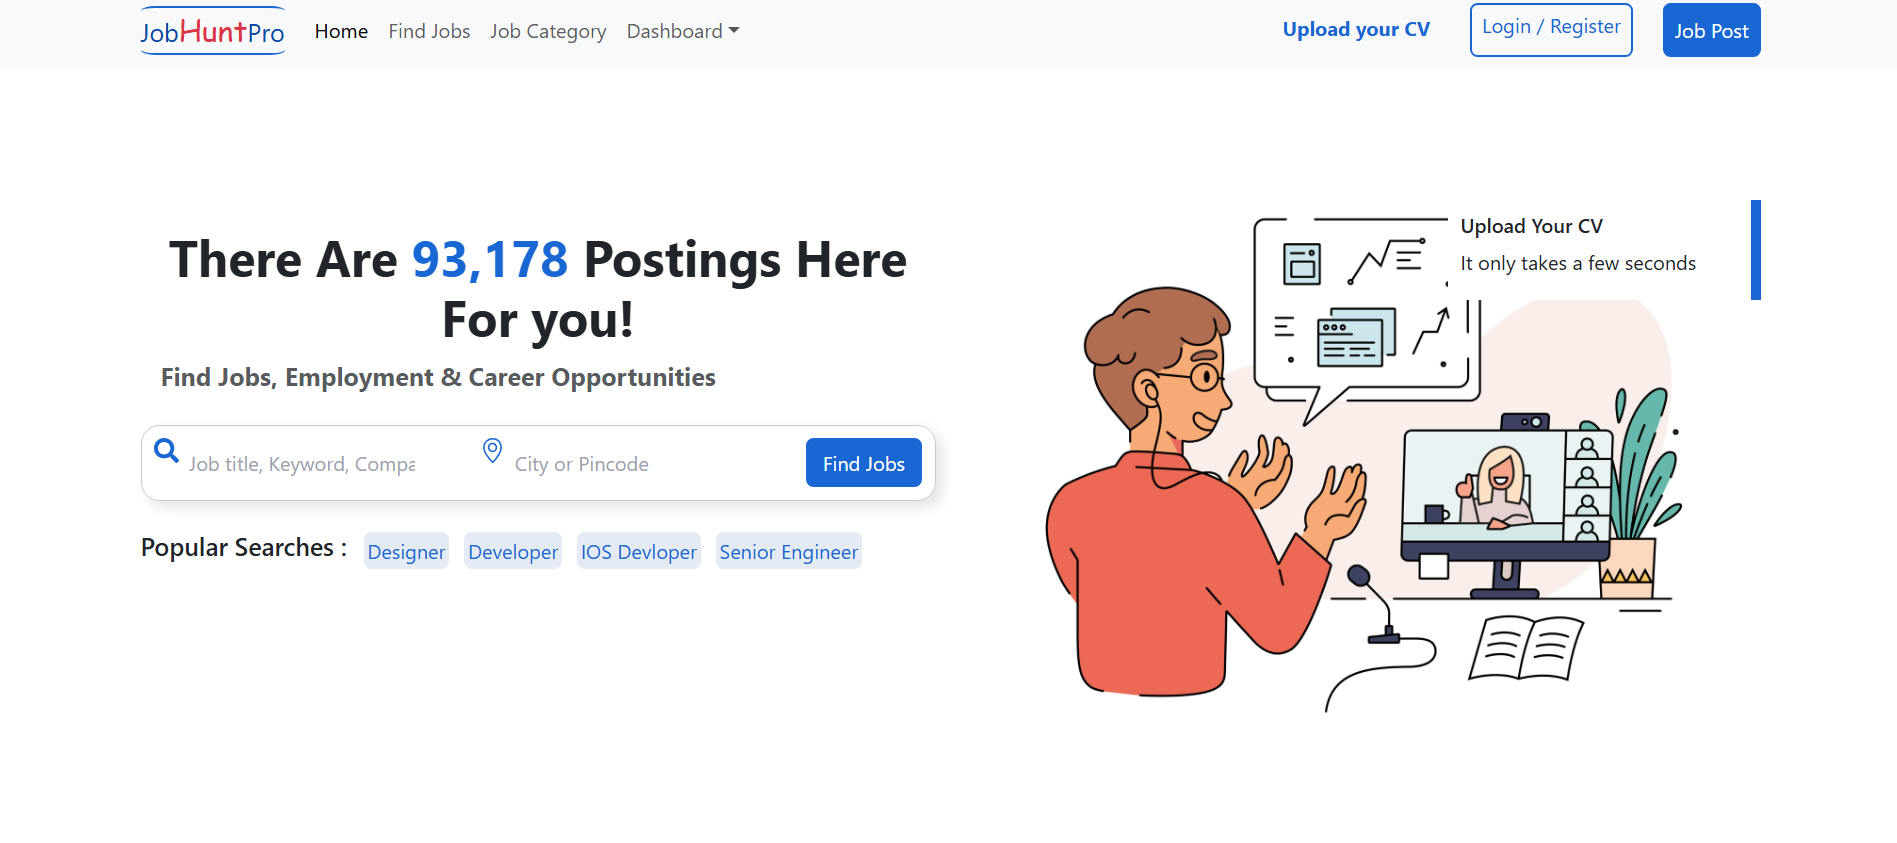 JobHuntPro Home Find Jobs Job Category Dashboard Upload your CV Login / Register Job Post
There Are 93,178 Postings Here
For you!
Find Jobs, Employment & Career Opportunities
Job title, Keyword, Compa City or Pincode Find Jobs
Popular Searches : Designer Developer IOS Devloper Senior Engineer
Upload Your CV
It only takes a few seconds